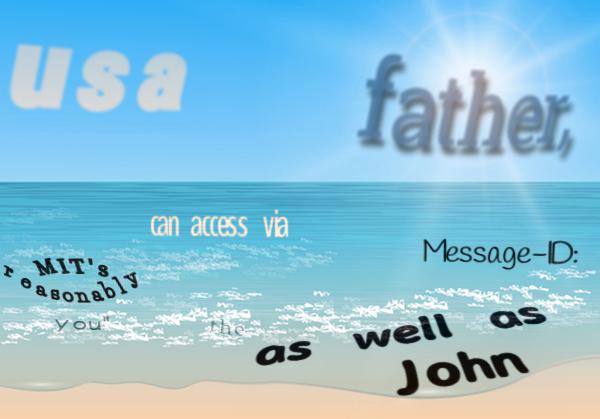 usa
father,
can access via
Message-ID:
MIT's
reasonably
you"
the
as well as
John